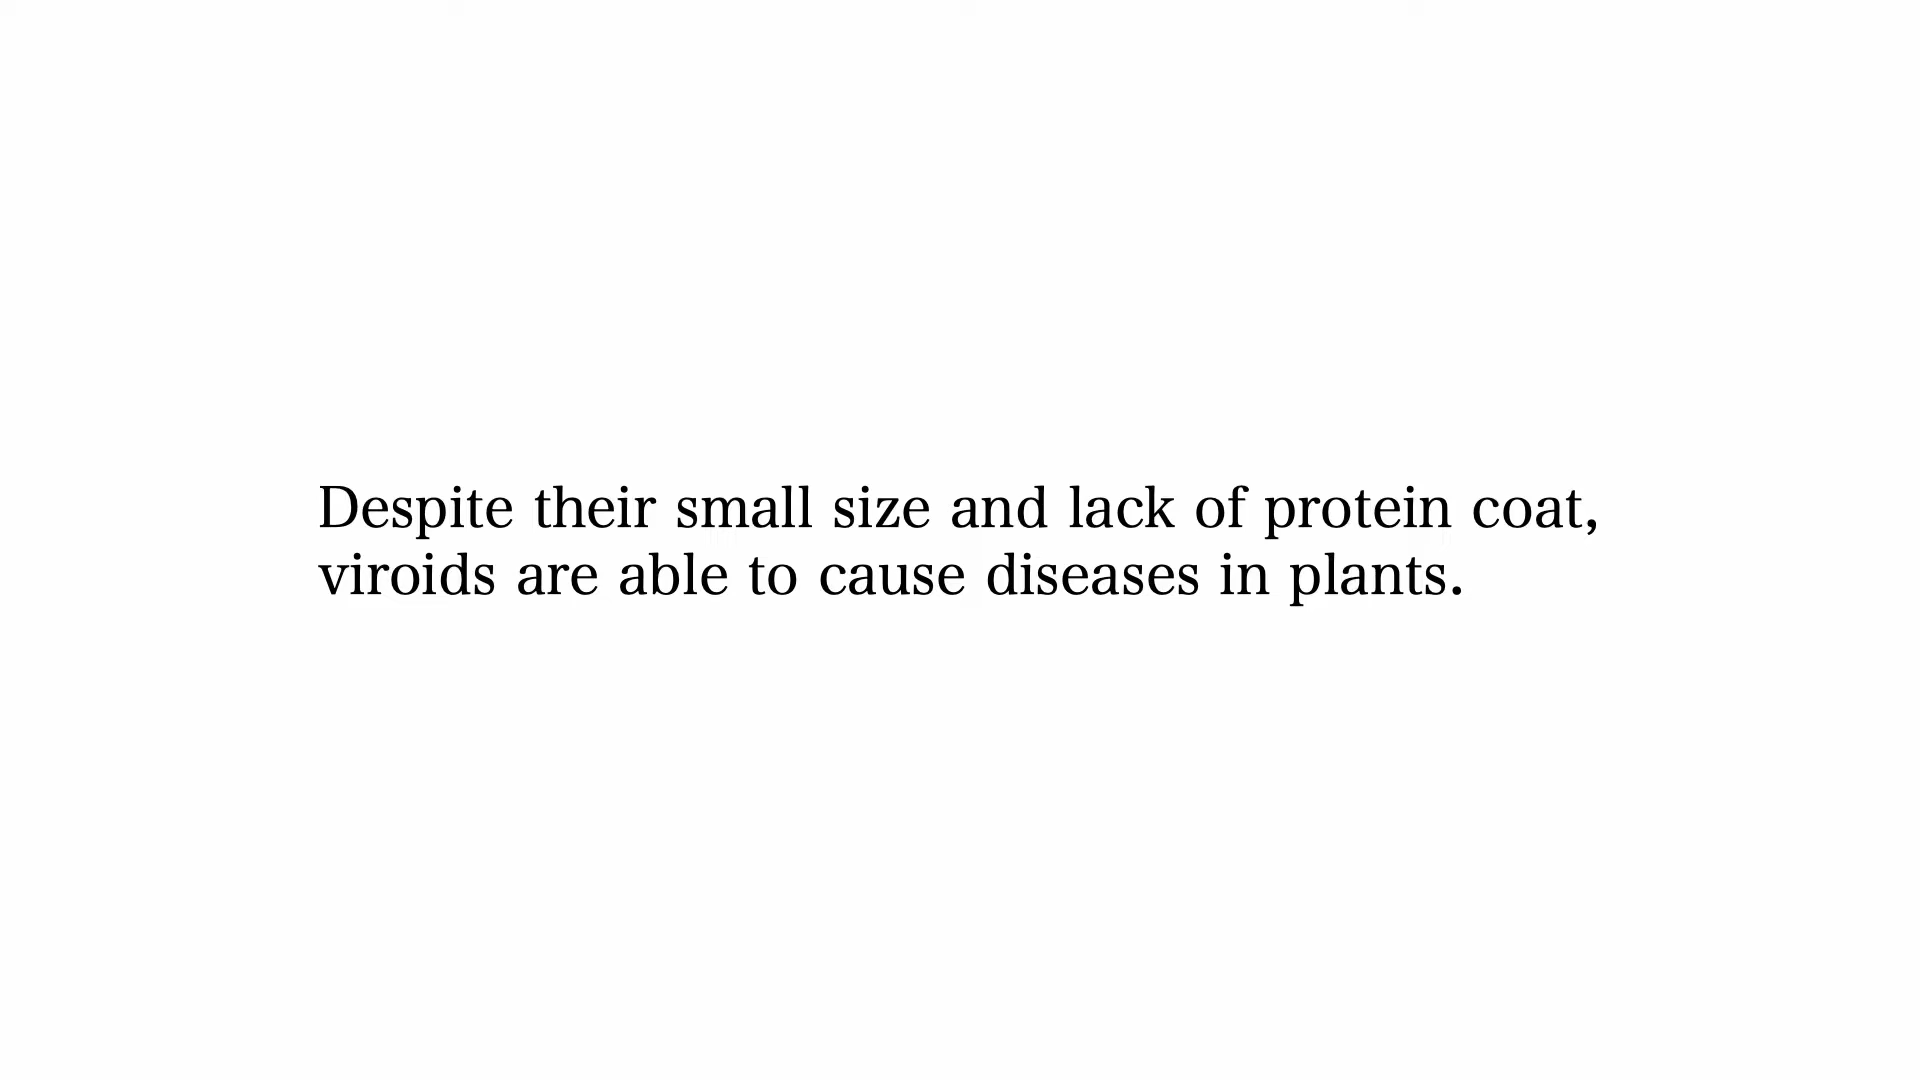 Despite their small size and lack of protein coat,
viroids are able to cause diseases in plants.